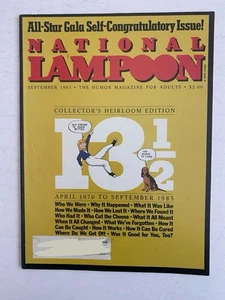 All-Star Gala Self-Congratulatory Issue!
NATIONAL
LAMPOON
SEPTEMBER 1983 • THE HUMOR MAGAZINE FOR ADULTS • $2.00
COLLECTOR'S HEIRLOOM EDITION
13 1/2
APRIL 1970 TO SEPTEMBER 1983
Who We Were • Why It Happened • What It Was Like
How We Made It • How We Lost It • Where We Found It
Who Had It • Who Cut the Cheese • What It All Meant
When It All Changed • What We've Forgotten • How It
Can Be Caught • How It Works • How It Can Be Cured
Where Do We Get Off • Was It Good for You, Too?